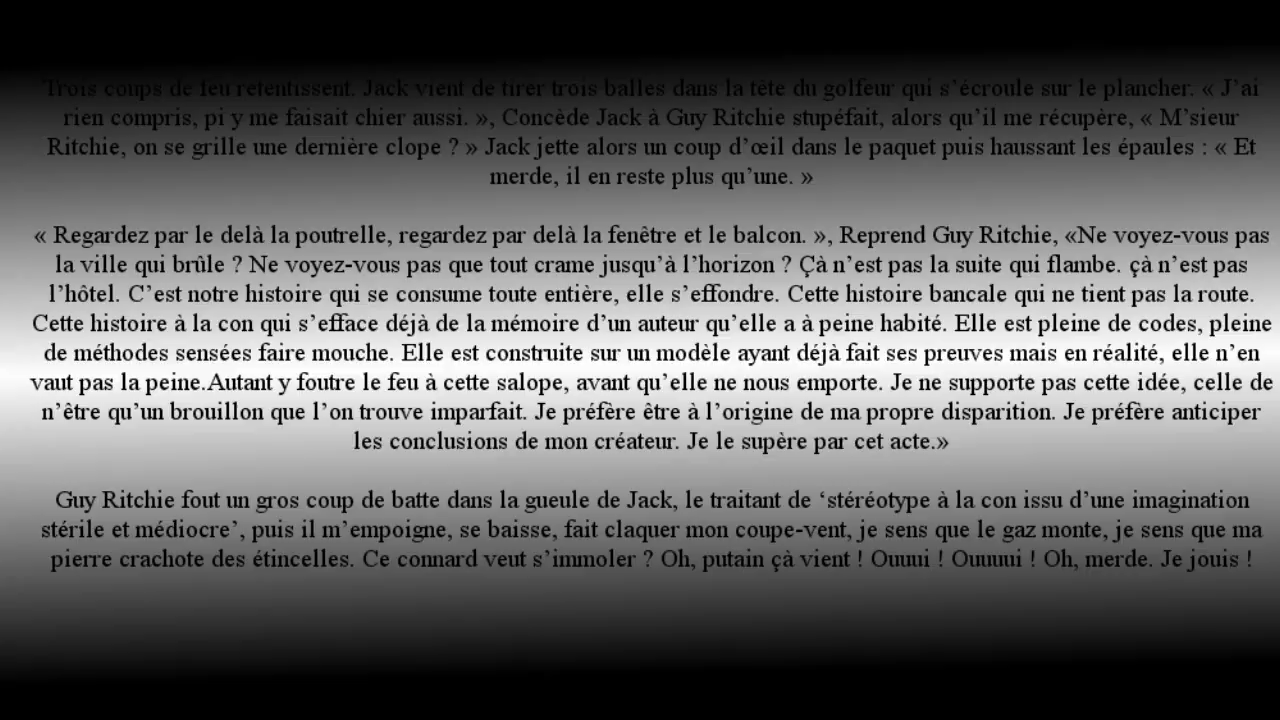 Trois coups de feu retentissent. Jack vient de tirer trois balles dans la tête du golfeur qui s’écroule sur le plancher. « J’ai
rien compris, pi y me faisait chier aussi. », Concède Jack à Guy Ritchie stupéfait, alors qu’il me récupère, « M’sieur
Ritchie, on se grille une dernière clope ? » Jack jette alors un coup d’œil dans le paquet puis haussant les épaules : « Et
merde, il en reste plus qu’une. »
« Regardez par le delà la poutrelle, regardez par delà la fenêtre et le balcon. », Reprend Guy Ritchie, «Ne voyez-vous pas
la ville qui brûle ? Ne voyez-vous pas que tout crame jusqu’à l’horizon ? Çà n’est pas la suite qui flambe. çà n’est pas
l’hôtel. C’est notre histoire qui se consume toute entière, elle s’effondre. Cette histoire bancale qui ne tient pas la route.
Cette histoire à la con qui s’efface déjà de la mémoire d’un auteur qu’elle a à peine habité. Elle est pleine de codes, pleine
de méthodes sensées faire mouche. Elle est construite sur un modèle ayant déjà fait ses preuves mais en réalité, elle n’en
vaut pas la peine.Autant y foutre le feu à cette salope, avant qu’elle ne nous emporte. Je ne supporte pas cette idée, celle de
n’être qu’un brouillon que l’on trouve imparfait. Je préfère être à l’origine de ma propre disparition. Je préfère anticiper
les conclusions de mon créateur. Je le supère par cet acte.»
Guy Ritchie fout un gros coup de batte dans la gueule de Jack, le traitant de ‘stéréotype à la con issu d’une imagination
stérile et médiocre’, puis il m’empoigne, se baisse, fait claquer mon coupe-vent, je sens que le gaz monte, je sens que ma
pierre crachote des étincelles. Ce connard veut s’immoler ? Oh, putain çà vient ! Ouuui ! Ouuuui ! Oh, merde. Je jouis !